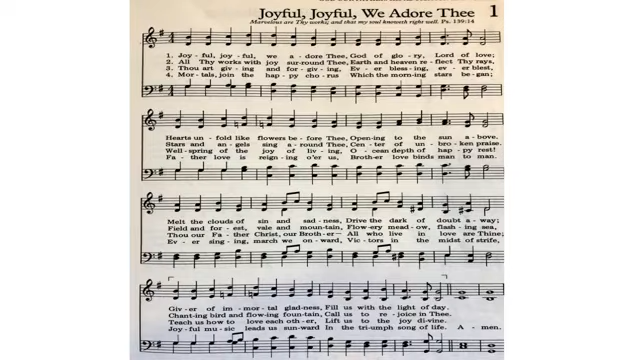 Joyful, Joyful, We Adore Thee 1
Marvelous are Thy works; and that my soul knoweth right well. Ps. 139:14
1. Joy-ful, joy-ful, we a-dore Thee, God of glo-ry, Lord of love;
2. All Thy works with joy sur-round Thee, Earth and heaven re-flect Thy rays,
3. Thou art giv-ing and for-giv-ing, Ev-er bless-ing, ev-er blest,
4. Mor-tals, join the hap-py cho-rus Which the morn-ing stars be-gan;
Hearts un-fold like flowers be-fore Thee, Open-ing to the sun a-bove.
Stars and an-gels sing a-round Thee, Cen-ter of un-bro-ken praise.
Well-spring of the joy of liv-ing, O-cean depth of hap-py rest!
Fa-ther love is reign-ing o'er us, Broth-er love binds man to man.
Melt the clouds of sin and sad-ness, Drive the dark of doubt a-way;
Field and for-est, vale and moun-tain, Flow-ery mead-ow, flash-ing sea,
Thou our Fa-ther Christ, our Broth-er— All who live in love are Thine;
Ev-er sing-ing, march we on-ward, Vic-tors in the midst of strife,
Giv-er of im-mor-tal glad-ness, Fill us with the light of day.
Chant-ing bird and flow-ing foun-tain, Call us to re-joice in Thee.
Teach us how to love each oth-er, Lift us to the joy di-vine.
Joy-ful mu-sic leads us sun-ward In the tri-umph song of life. A-men.